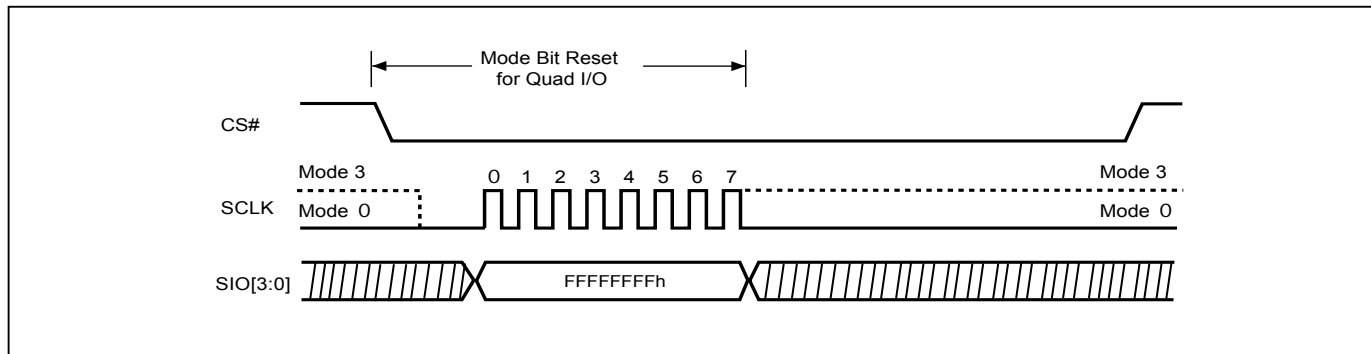 Mode Bit Reset
for Quad I/O
CS#
Mode 3 0 1 2 3 4 5 6 7 Mode 3
SCLK Mode 0 Mode 0
SIO[3:0] FFFFFFFFh